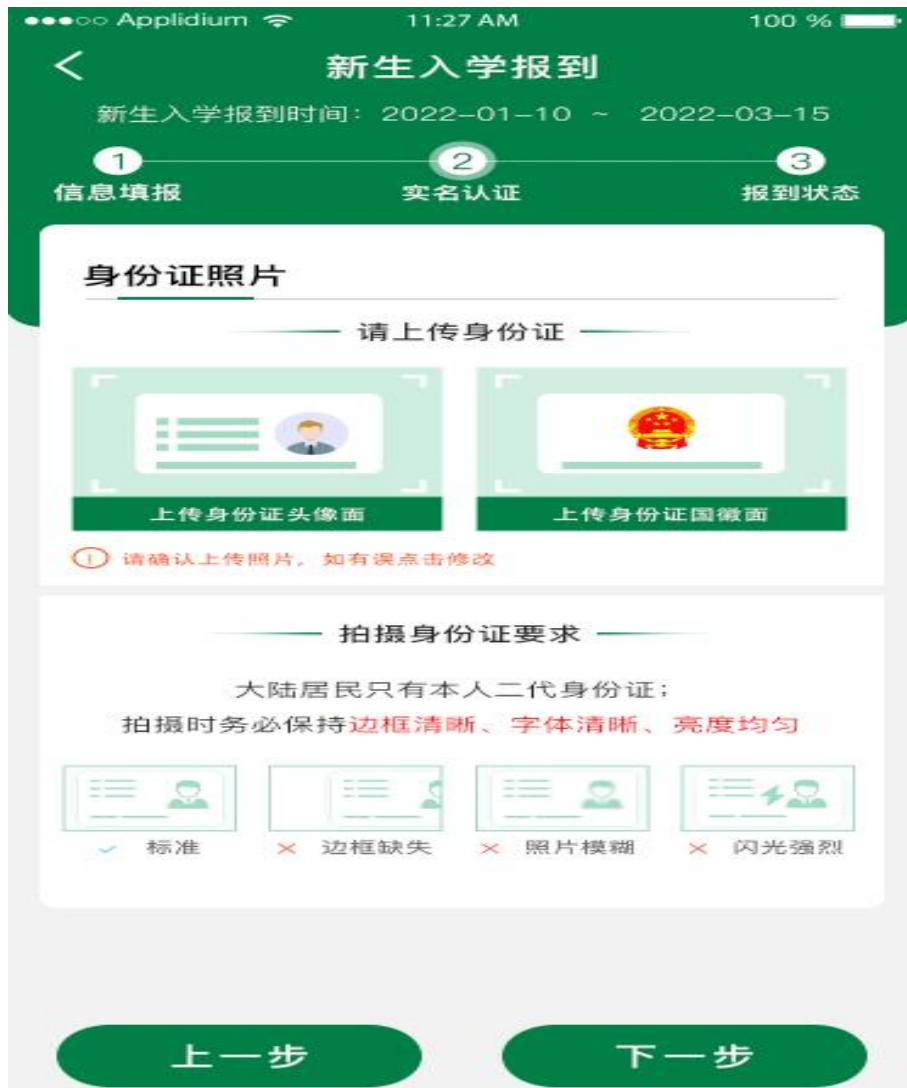 Applidium 11:27 AM 100 %
新生入学报到
新生入学报到时间：2022-01-10 ~ 2022-03-15
1 2 3
信息填报 实名认证 报到状态
身份证照片
请上传身份证
上传身份证头像面 上传身份证国徽面
请确认上传照片，如有误点击修改
拍摄身份证要求
大陆居民只有本人二代身份证；
拍摄时务必保持边框清晰、字体清晰、亮度均匀
标准 边框缺失 照片模糊 闪光强烈
上一步 下一步